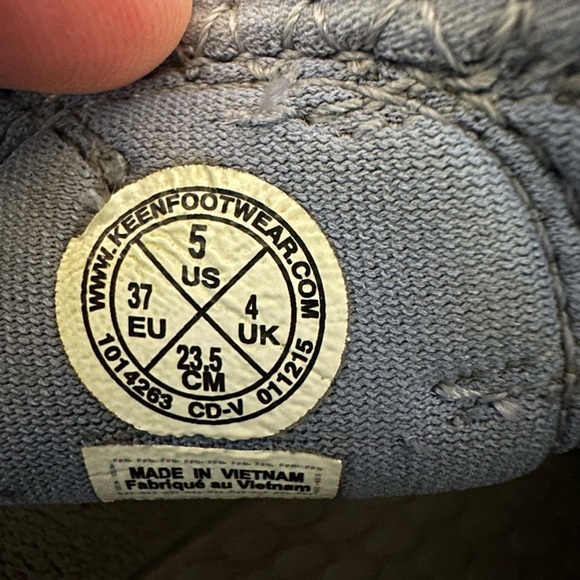 WWW.KEENFOOTWEAR.COM
5
US
37
EU
4
UK
23.5
CM
1014263 CD-V 011215
MADE IN VIETNAM
Fabriqué au Vietnam